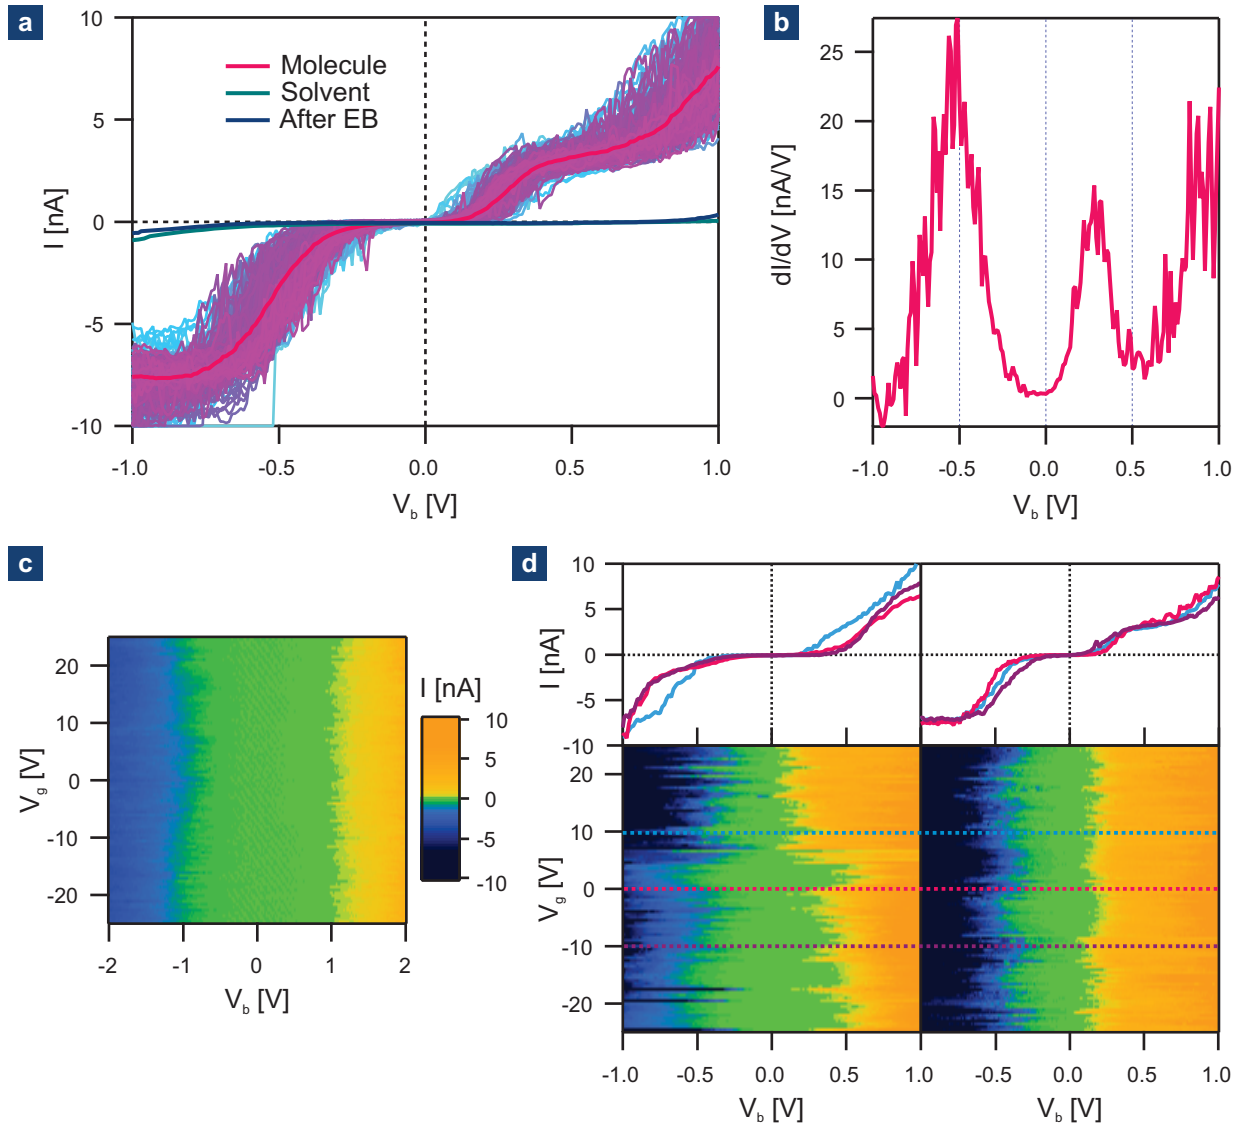 a
10
5
0
-5
-10
I [nA]
Molecule
Solvent
After EB
-1.0 -0.5 0.0 0.5 1.0
V_b [V]
b
25
20
15
10
5
0
dI/dV [nA/V]
-1.0 -0.5 0.0 0.5 1.0
V_b [V]
c
20
10
0
-10
-20
V_g [V]
-2 -1 0 1 2
V_b [V]
I [nA]
10
5
0
-5
-10
d
10
5
0
-5
-10
I [nA]
20
10
0
-10
-20
V_g [V]
-1.0 -0.5 0.0 0.5 1.0 -0.5 0.0 0.5 1.0
V_b [V] V_b [V]